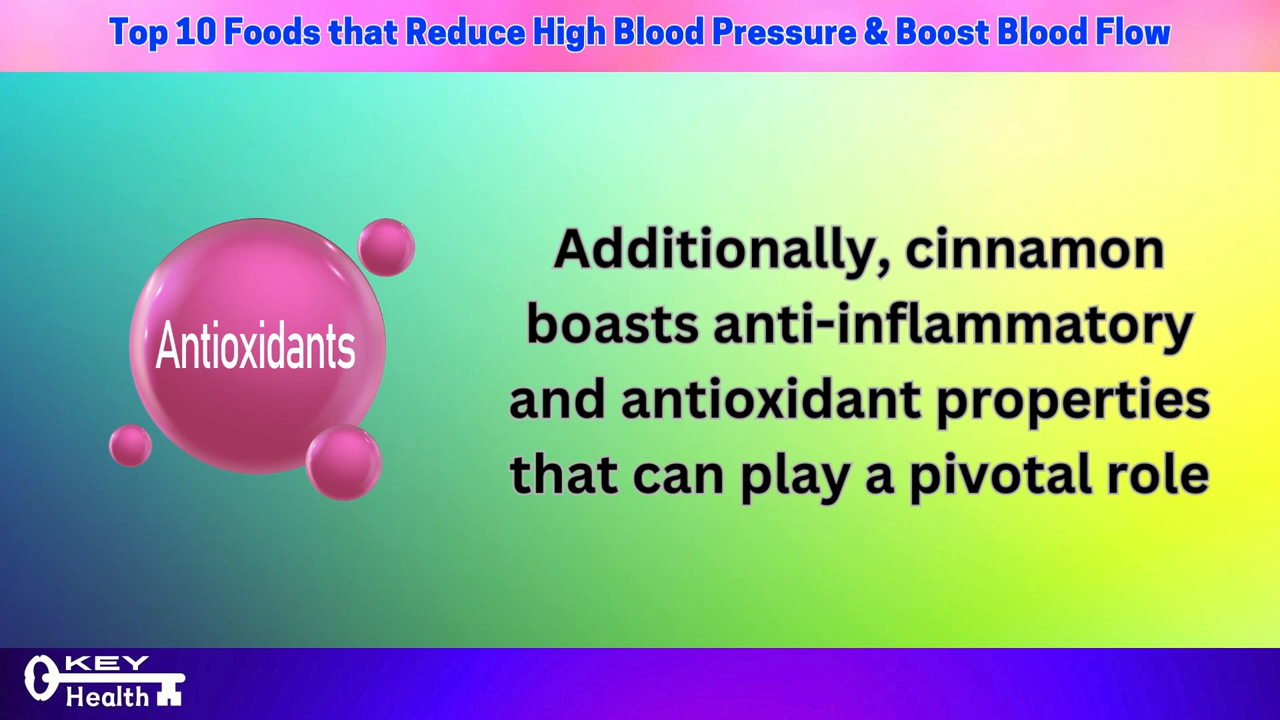 Top 10 Foods that Reduce High Blood Pressure & Boost Blood Flow
Antioxidants
Additionally, cinnamon
boasts anti-inflammatory
and antioxidant properties
that can play a pivotal role
KEY
Health